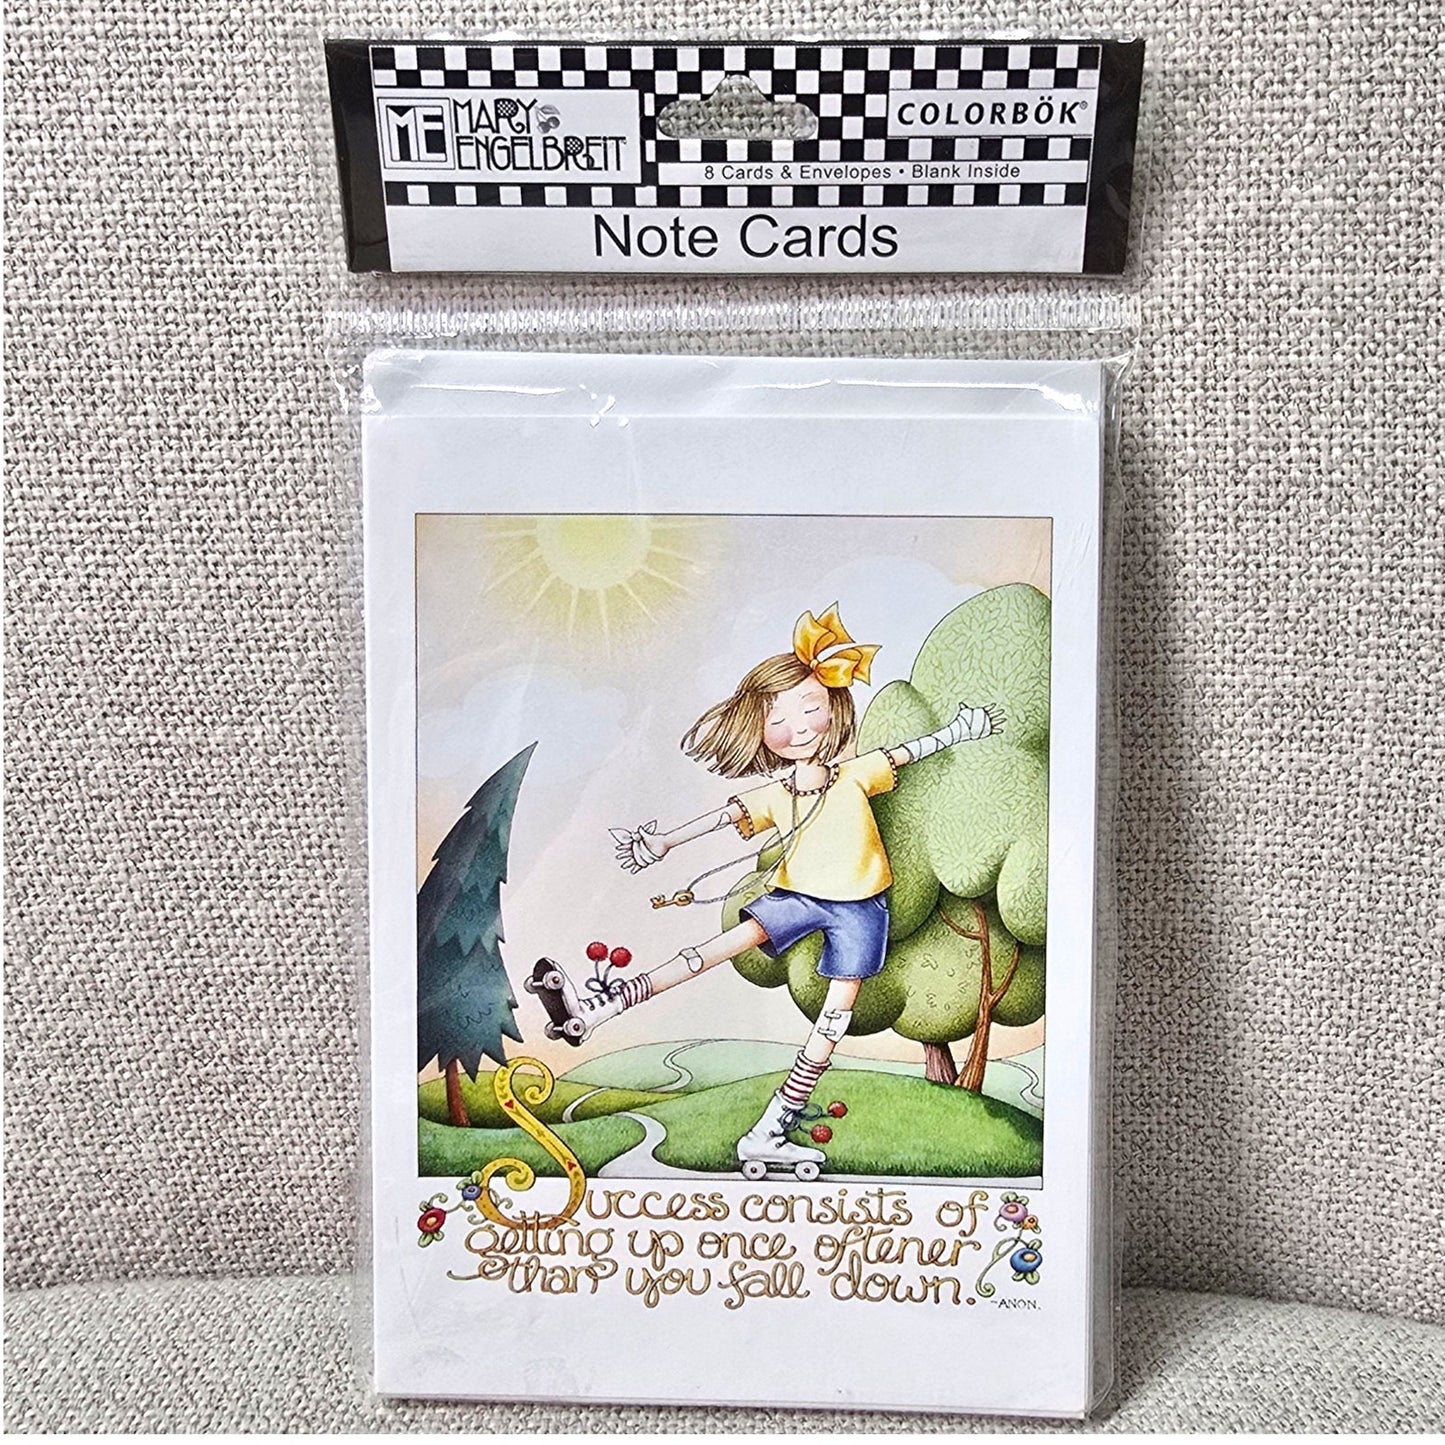 ME MARY
ENGELBREIT
COLORBÖK®
8 Cards & Envelopes • Blank Inside
Note Cards
Success consists of
getting up once oftener
than you fall down.
-ANON.